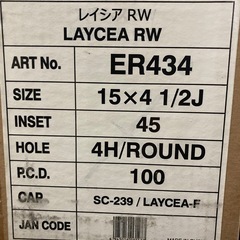 レイシア RW
LAYCEA RW
ART No. ER434
SIZE 15×4 1/2J
INSET 45
HOLE 4H/ROUND
P.C.D. 100
CAP SC-239 / LAYCEA-F
JAN CODE